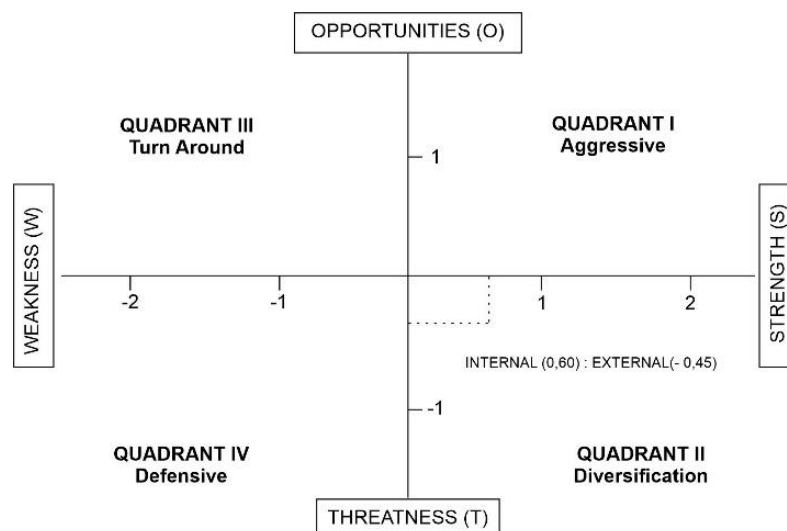 OPPORTUNITIES (O)
QUADRANT III
Turn Around
QUADRANT I
Aggressive
1
WEAKNESS (W)
STRENGTH (S)
-2
-1
1
2
INTERNAL (0,60) : EXTERNAL(- 0,45)
-1
QUADRANT IV
Defensive
QUADRANT II
Diversification
THREATNESS (T)